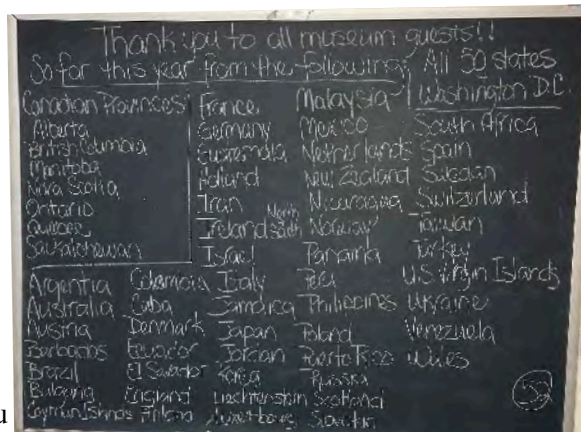 Thank you to all museum guests!!
So far this year from the following:
All 50 states
Washington D.C.
Canadian Provinces
Alberta
British Columbia
Manitoba
Nova Scotia
Ontario
Quebec
Saskatchewan
Argentina
Australia
Austria
Barbados
Brazil
Cayman Islands
Colombia
Cuba
Denmark
Ecuador
El Salvador
England
France
Germany
Guatemala
Holland
Iran
Ireland North South
Israel
Italy
Jamaica
Japan
Jordan
Liechtenstein
Malaysia
Mexico
Netherlands
New Zealand
Nicaragua
Norway
Panama
Peru
Philippines
Poland
Puerto Rico
Russia
Scotland
South Africa
Spain
Sweden
Switzerland
Taiwan
Turkey
US Virgin Islands
Ukraine
Venezuela
Wales
52
u